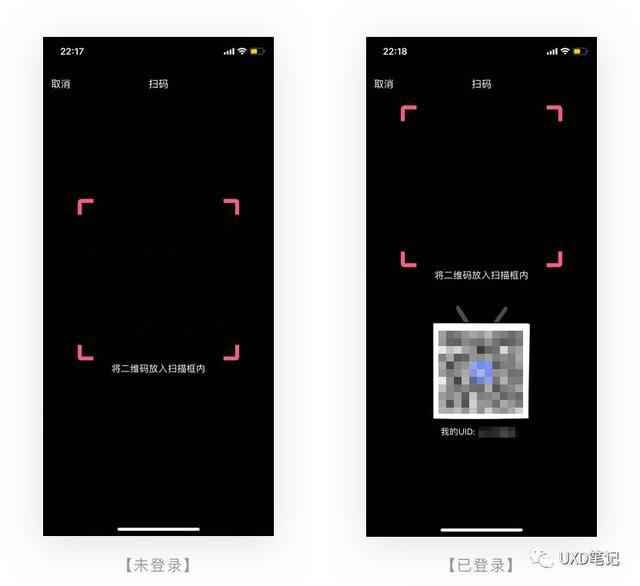 22:17
取消
扫码
将二维码放入扫描框内
【未登录】
22:18
取消
扫码
将二维码放入扫描框内
我的UID:
【已登录】
UXD笔记